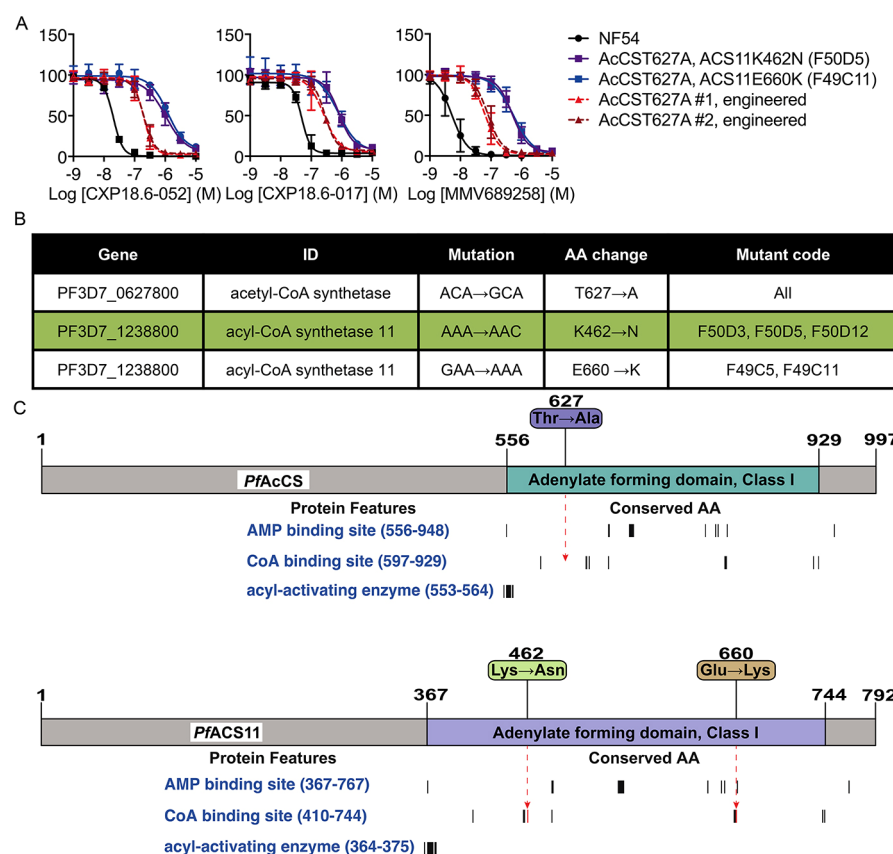 A
150
100
50
0
-9 -8 -7 -6 -5
Log [CXP18.6-052] (M)
150
100
50
0
-9 -8 -7 -6 -5
Log [CXP18.6-017] (M)
150
100
50
0
-9 -8 -7 -6 -5
Log [MMV689258] (M)
NF54
AcCST627A, ACS11K462N (F50D5)
AcCST627A, ACS11E660K (F49C11)
AcCST627A #1, engineered
AcCST627A #2, engineered
B
Gene ID Mutation AA change Mutant code
PF3D7_0627800 acetyl-CoA synthetase ACA→GCA T627→A All
PF3D7_1238800 acyl-CoA synthetase 11 AAA→AAC K462→N F50D3, F50D5, F50D12
PF3D7_1238800 acyl-CoA synthetase 11 GAA→AAA E660 →K F49C5, F49C11
C
627
Thr→Ala
1 556 929 997
PfAcCS Adenylate forming domain, Class I
Protein Features Conserved AA
AMP binding site (556-948)
CoA binding site (597-929)
acyl-activating enzyme (553-564)
462 660
Lys→Asn Glu→Lys
1 367 744 792
PfACS11 Adenylate forming domain, Class I
Protein Features Conserved AA
AMP binding site (367-767)
CoA binding site (410-744)
acyl-activating enzyme (364-375)